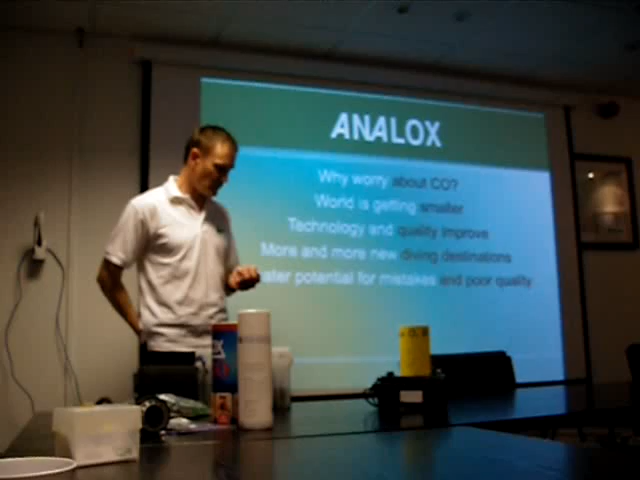 ANALOX
Why worry about CO?
World is getting smaller
Technology and quality improve
More and more new diving destinations
potential for mistakes and poor quality